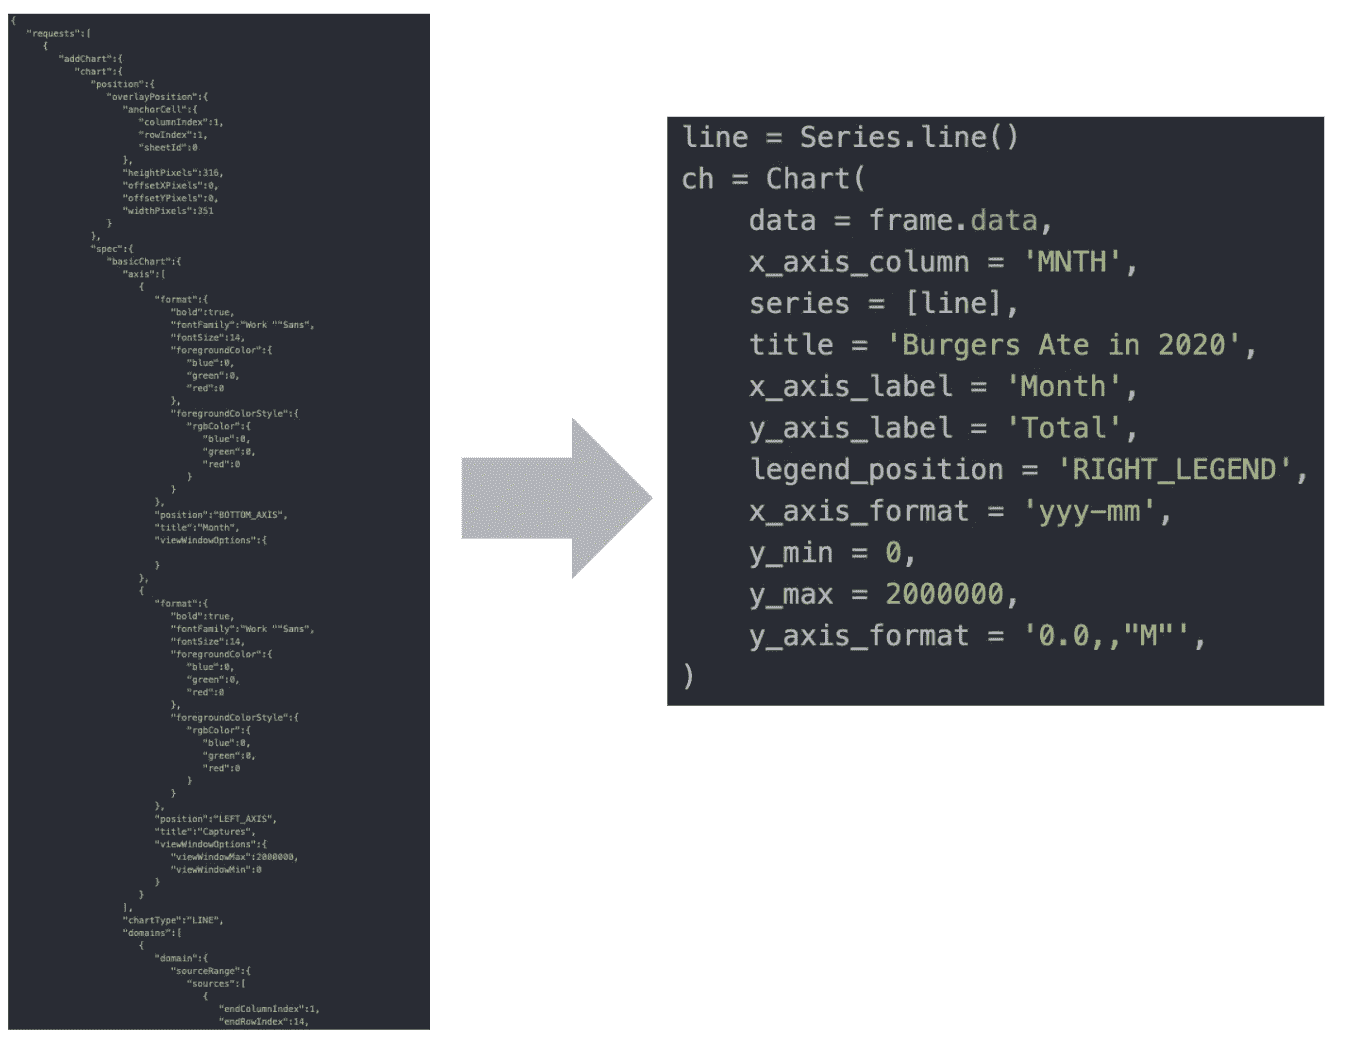 {
"requests":[
{
"addChart":{
"chart":{
"position":{
"overlayPosition":{
"anchorCell":{
"columnIndex":1,
"rowIndex":1,
"sheetId":0
},
"heightPixels":316,
"offsetXPixels":0,
"offsetYPixels":0,
"widthPixels":351
}
},
"spec":{
"basicChart":{
"axis":[
{
"format":{
"bold":true,
"fontFamily":"Work ""Sans",
"fontSize":14,
"foregroundColor":{
"blue":0,
"green":0,
"red":0
},
"foregroundColorStyle":{
"rgbColor":{
"blue":0,
"green":0,
"red":0
}
}
},
"position":"BOTTOM_AXIS",
"title":"Month",
"viewWindowOptions":{
}
},
{
"format":{
"bold":true,
"fontFamily":"Work ""Sans",
"fontSize":14,
"foregroundColor":{
"blue":0,
"green":0,
"red":0
},
"foregroundColorStyle":{
"rgbColor":{
"blue":0,
"green":0,
"red":0
}
}
},
"position":"LEFT_AXIS",
"title":"Captures",
"viewWindowOptions":{
"viewWindowMax":2000000,
"viewWindowMin":0
}
}
],
"chartType":"LINE",
"domains":[
{
"domain":{
"sourceRange":{
"sources":[
{
"endColumnIndex":1,
"endRowIndex":14,
line = Series.line()
ch = Chart(
data = frame.data,
x_axis_column = 'MNTH',
series = [line],
title = 'Burgers Ate in 2020',
x_axis_label = 'Month',
y_axis_label = 'Total',
legend_position = 'RIGHT_LEGEND',
x_axis_format = 'yyy-mm',
y_min = 0,
y_max = 2000000,
y_axis_format = '0.0,,"M"',
)